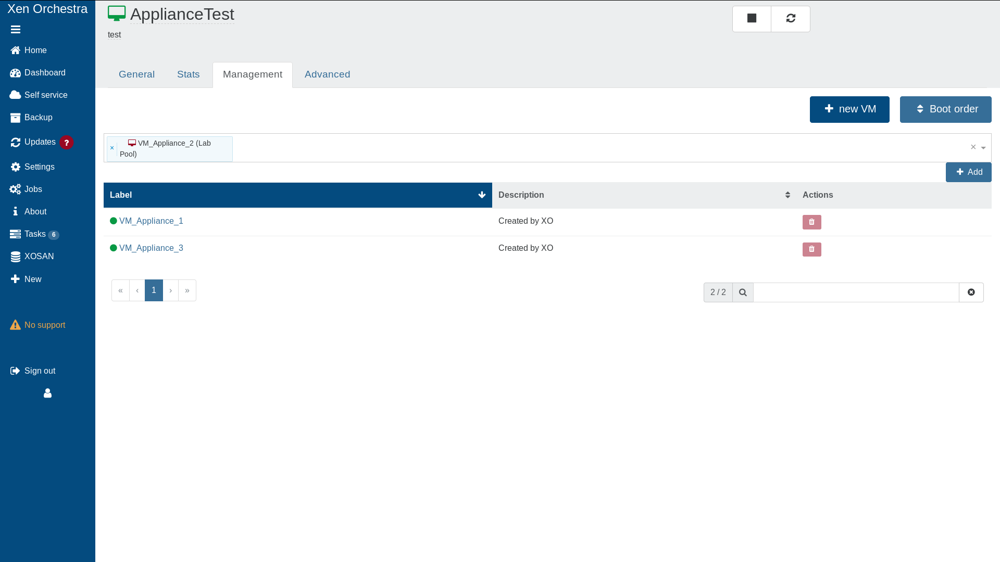 Xen Orchestra
Home
Dashboard
Self service
Backup
Updates ?
Settings
Jobs
About
Tasks 6
XOSAN
New
No support
Sign out
ApplianceTest
test
General Stats Management Advanced
new VM Boot order
× VM_Appliance_2 (Lab
Pool)
×
Add
Label Description Actions
VM_Appliance_1 Created by XO
VM_Appliance_3 Created by XO
« ‹ 1 › »
2 / 2